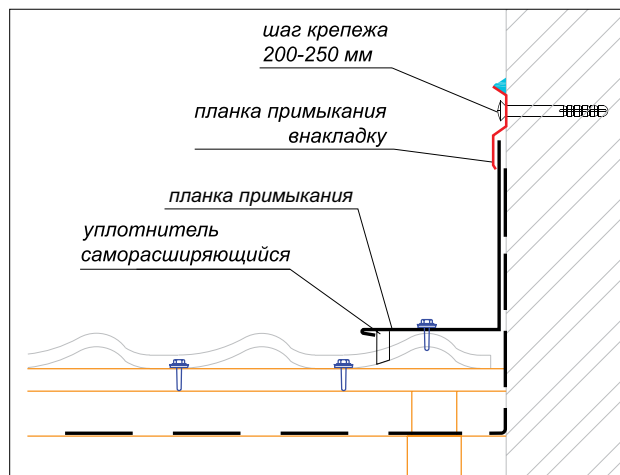 шаг крепежа
200-250 мм
планка примыкания
внакладку
планка примыкания
уплотнитель
саморасширяющийся